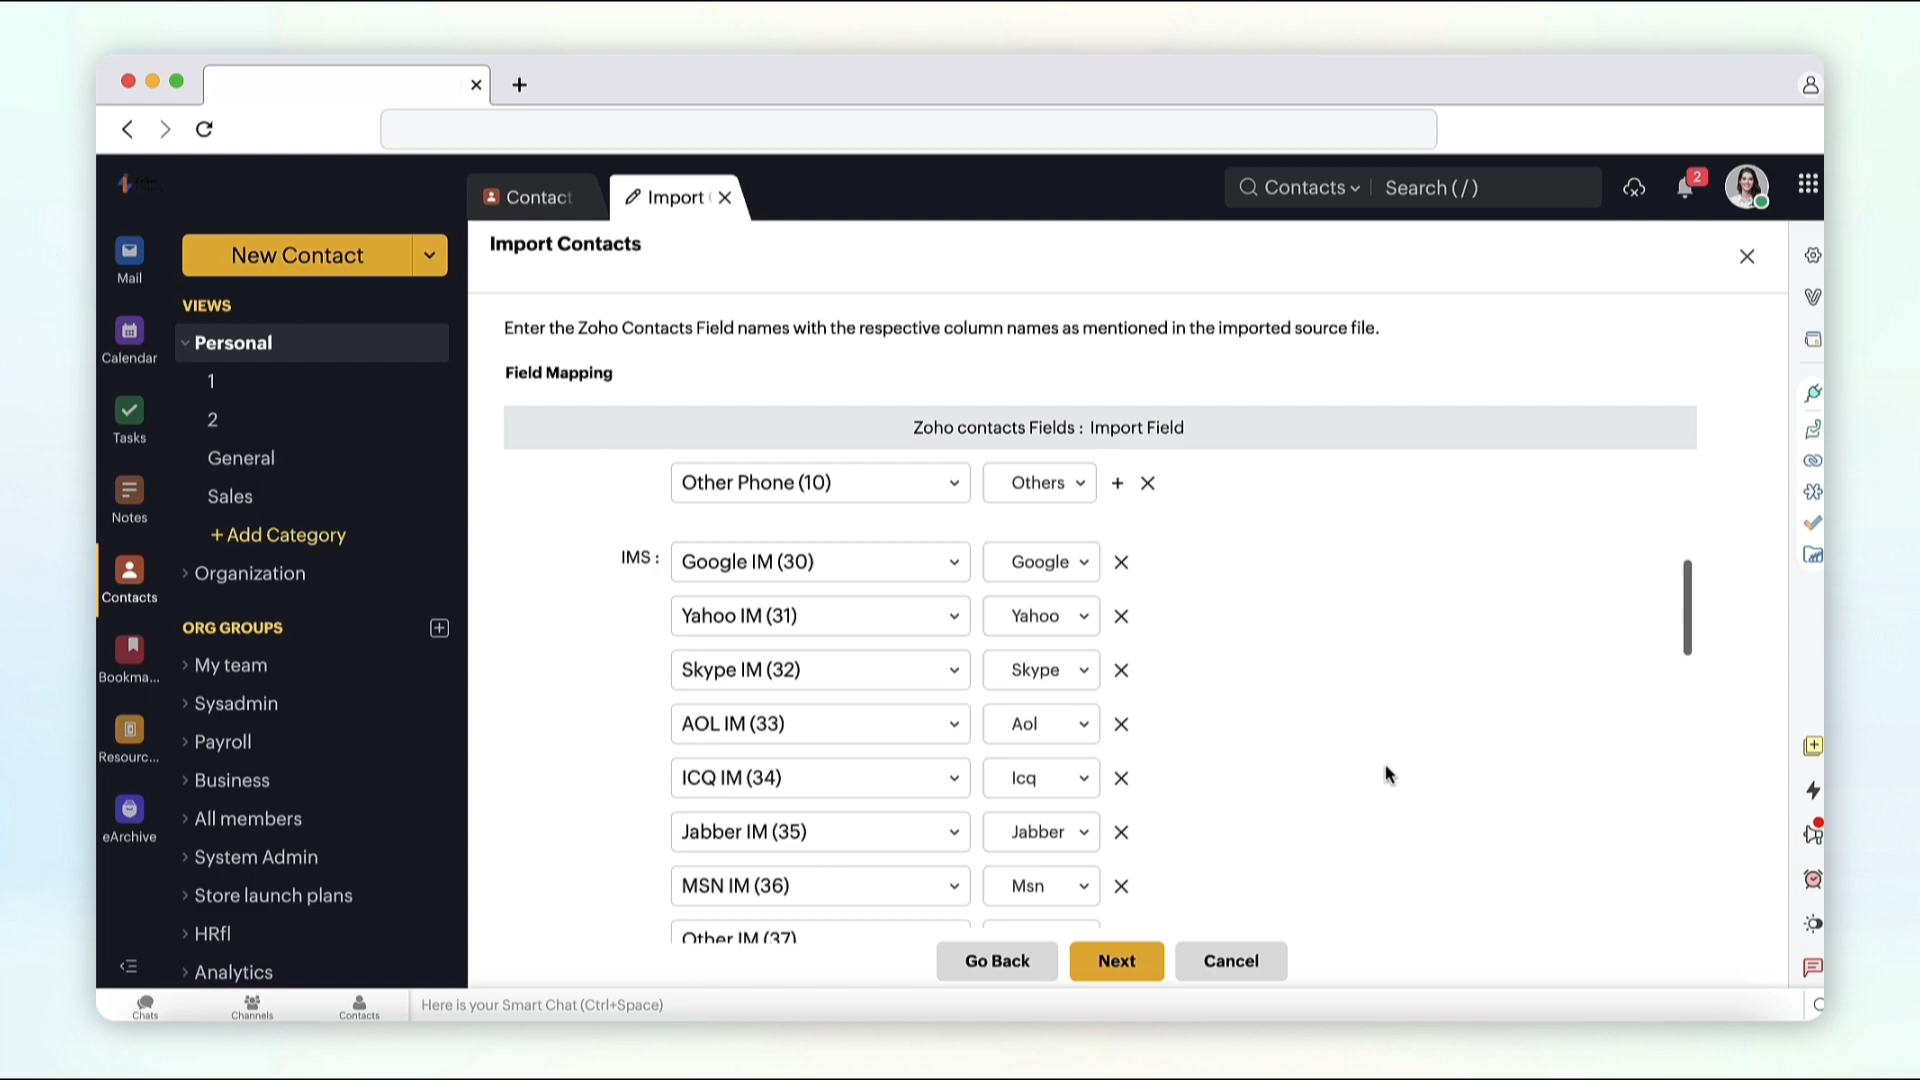 Contact
Import
Contacts
Search ( / )
2
Mail
Calendar
Tasks
Notes
Contacts
Bookma...
Resourc...
eArchive
New Contact
VIEWS
Personal
1
2
General
Sales
+ Add Category
Organization
ORG GROUPS
My team
Sysadmin
Payroll
Business
All members
System Admin
Store launch plans
HRfl
Analytics
Import Contacts
Enter the Zoho Contacts Field names with the respective column names as mentioned in the imported source file.
Field Mapping
Zoho contacts Fields : Import Field
Other Phone (10) Others
IMS : Google IM (30) Google
Yahoo IM (31) Yahoo
Skype IM (32) Skype
AOL IM (33) Aol
ICQ IM (34) Icq
Jabber IM (35) Jabber
MSN IM (36) Msn
Other IM (37)
Go Back Next Cancel
Chats Channels Contacts
Here is your Smart Chat (Ctrl+Space)